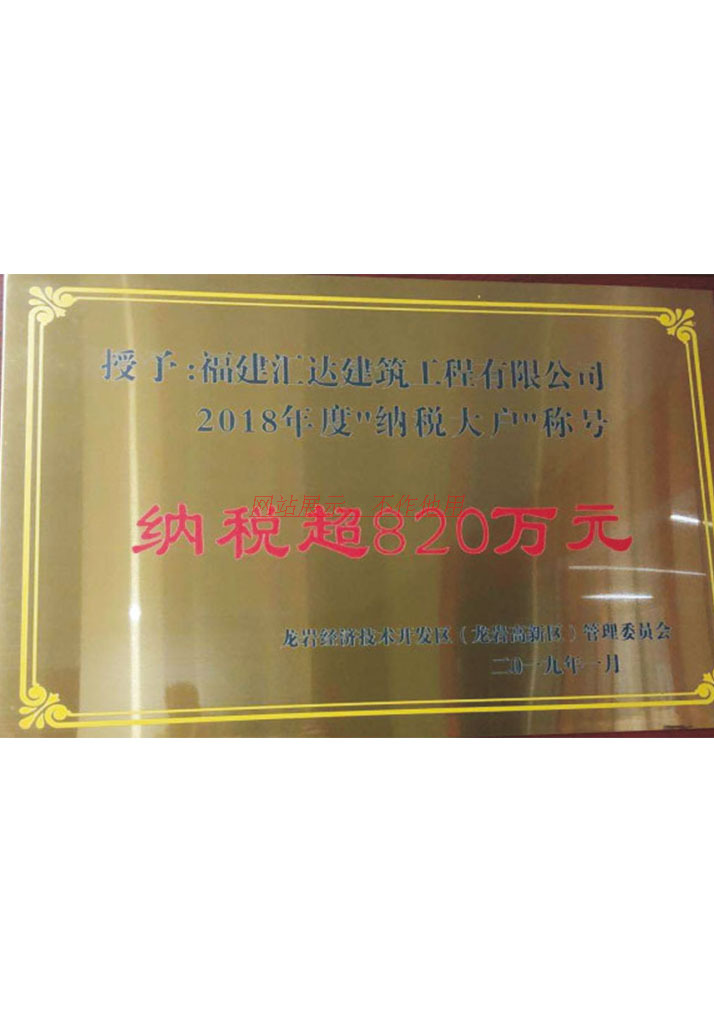 授予:福建汇达建筑工程有限公司
2018年度"纳税大户"称号
网站展示，不作他用
纳税超820万元
龙岩经济技术开发区（龙岩高新区）管理委员会
二〇一九年一月